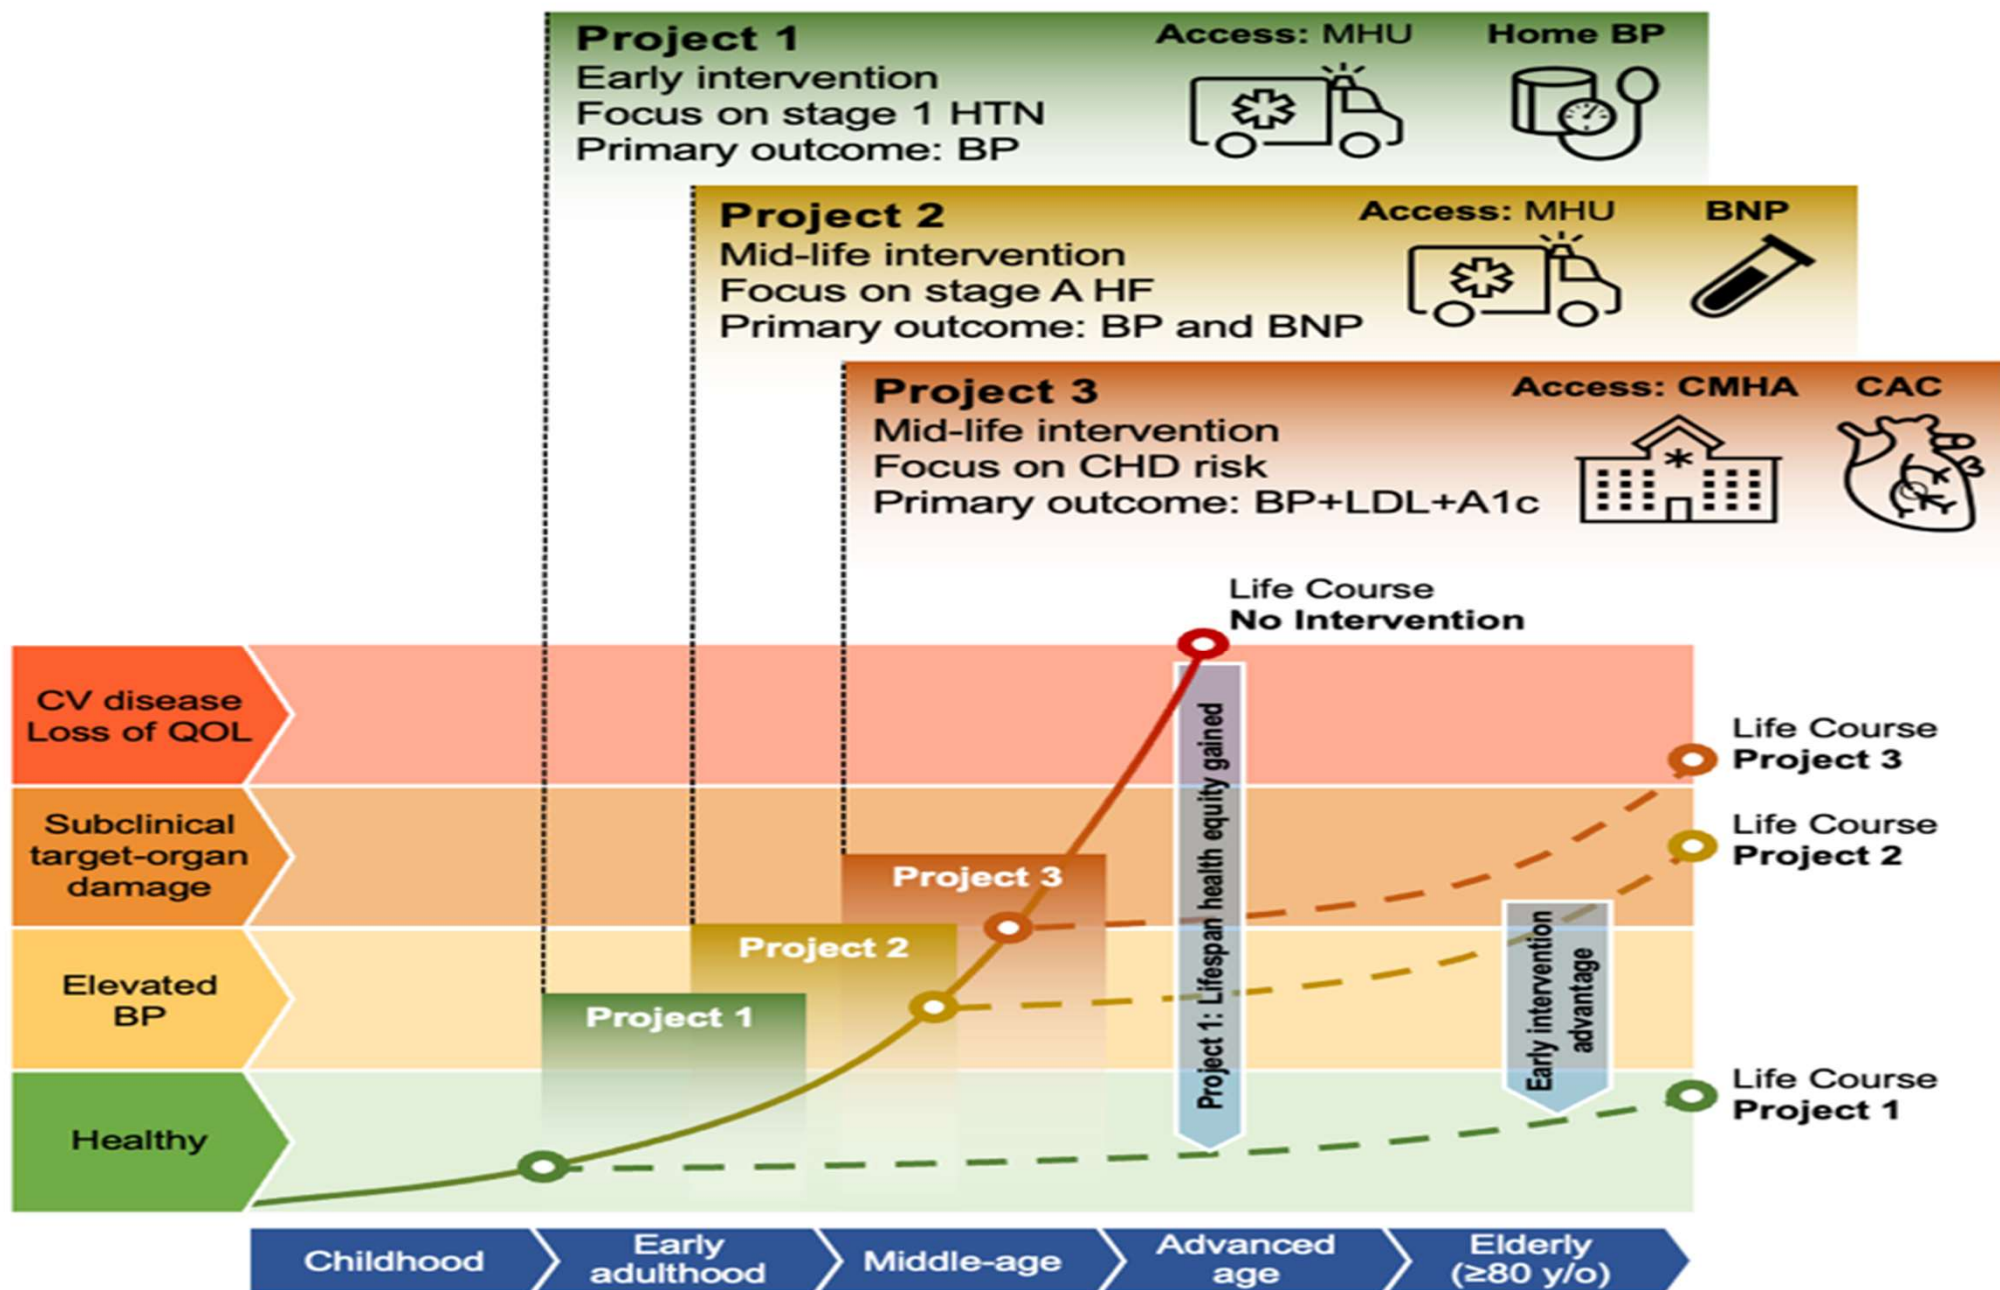 Project 1
Early intervention
Focus on stage 1 HTN
Primary outcome: BP
Access: MHU
Home BP
Project 2
Mid-life intervention
Focus on stage A HF
Primary outcome: BP and BNP
Access: MHU
BNP
Project 3
Mid-life intervention
Focus on CHD risk
Primary outcome: BP+LDL+A1c
Access: CMHA
CAC
Life Course
No Intervention
CV disease
Loss of QOL
Subclinical
target-organ
damage
Elevated
BP
Healthy
Project 3
Project 2
Project 1
Project 1: Lifespan health equity gained
Early intervention
advantage
Life Course
Project 3
Life Course
Project 2
Life Course
Project 1
Childhood
Early
adulthood
Middle-age
Advanced
age
Elderly
(≥80 y/o)